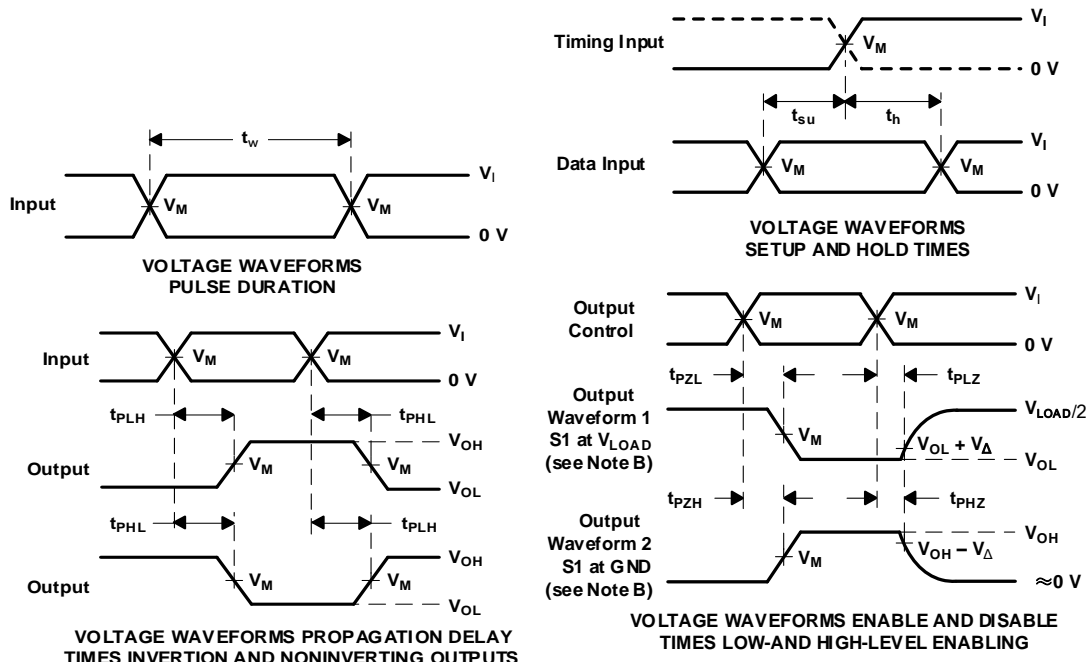 t_w
Input
V_M
V_M
V_I
0 V
VOLTAGE WAVEFORMS
PULSE DURATION
Timing Input
V_M
V_I
0 V
t_su
t_h
Data Input
V_M
V_M
V_I
0 V
VOLTAGE WAVEFORMS
SETUP AND HOLD TIMES
Input
V_M
V_M
V_I
0 V
t_PLH
t_PHL
Output
V_M
V_M
V_OH
V_OL
t_PHL
t_PLH
Output
V_M
V_M
V_OH
V_OL
VOLTAGE WAVEFORMS PROPAGATION DELAY
TIMES INVERTION AND NONINVERTING OUTPUTS
Output
Control
V_M
V_M
V_I
0 V
t_PZL
t_PLZ
Output
Waveform 1
S1 at V_LOAD
(see Note B)
V_M
V_LOAD/2
V_OL + V_Δ
V_OL
t_PZH
t_PHZ
Output
Waveform 2
S1 at GND
(see Note B)
V_M
V_OH
V_OH – V_Δ
≈0 V
VOLTAGE WAVEFORMS ENABLE AND DISABLE
TIMES LOW-AND HIGH-LEVEL ENABLING